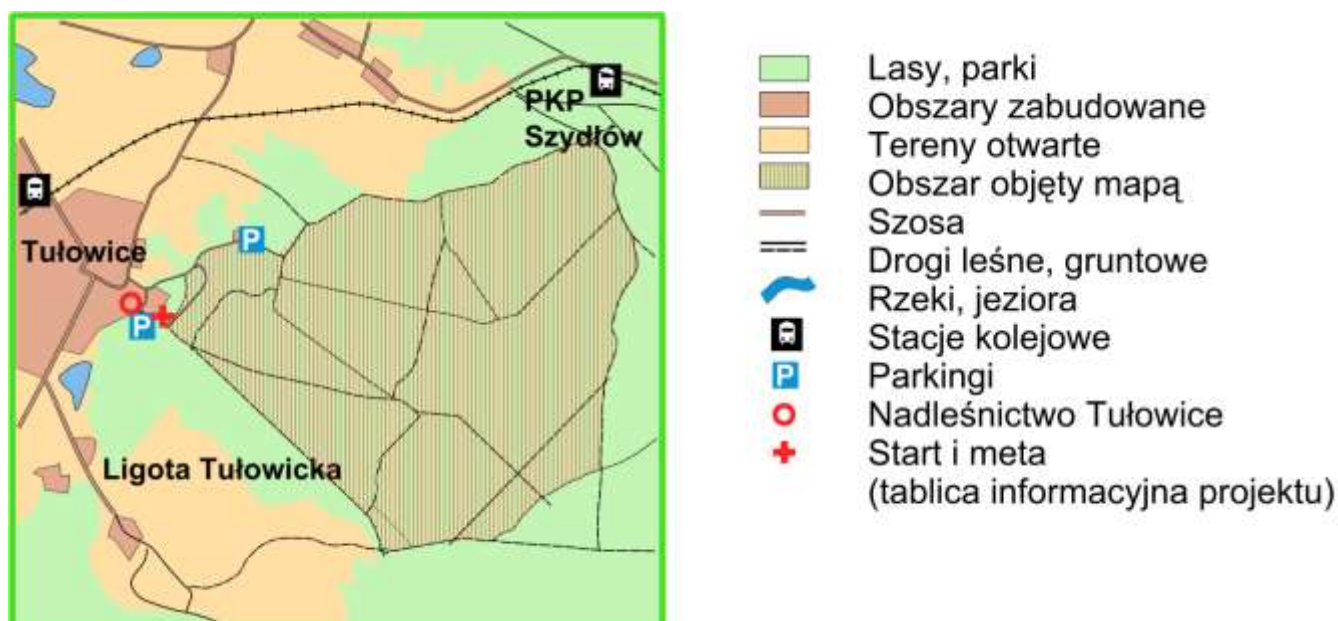 PKP
Szydłów
Tułowice
P
P
Ligota Tułowicka
Lasy, parki
Obszary zabudowane
Tereny otwarte
Obszar objęty mapą
Szosa
Drogi leśne, gruntowe
Rzeki, jeziora
Stacje kolejowe
P Parkingi
Nadleśnictwo Tułowice
Start i meta
(tablica informacyjna projektu)